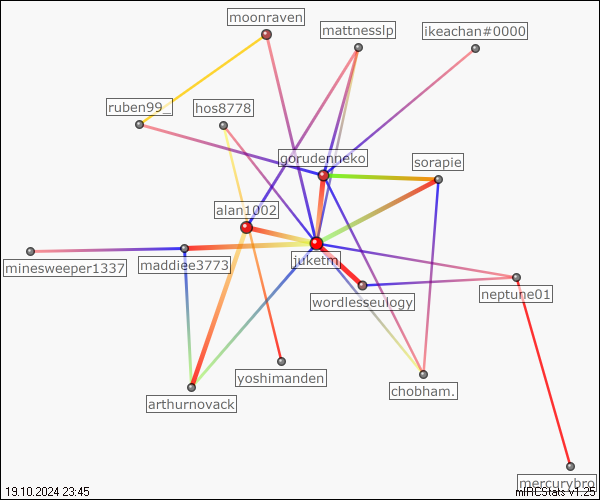 moonraven
mattnesslp
ikeachan#0000
ruben99_
hos8778
gorudenneko
sorapie
alan1002
juketm
minesweeper1337
maddiee3773
wordlesseulogy
neptune01
yoshimanden
chobham.
arthurnovack
mercurybro
19.10.2024 23:45
mIRCStats v1.25